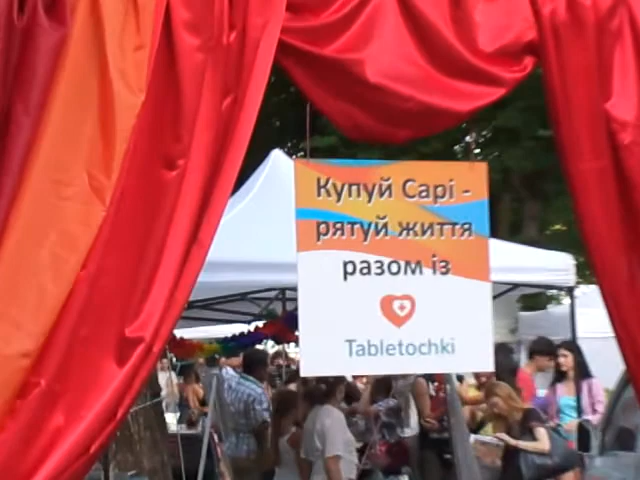 Купуй Сарі -
рятуй життя
разом із
Tabletochki